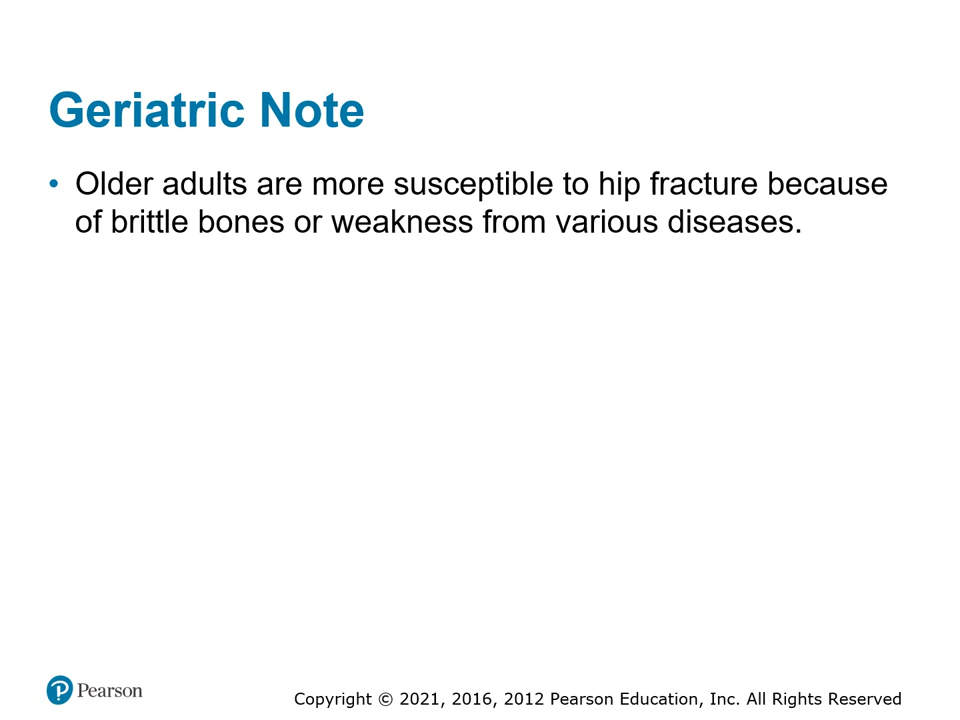 Geriatric Note
• Older adults are more susceptible to hip fracture because
of brittle bones or weakness from various diseases.
Pearson
Copyright © 2021, 2016, 2012 Pearson Education, Inc. All Rights Reserved